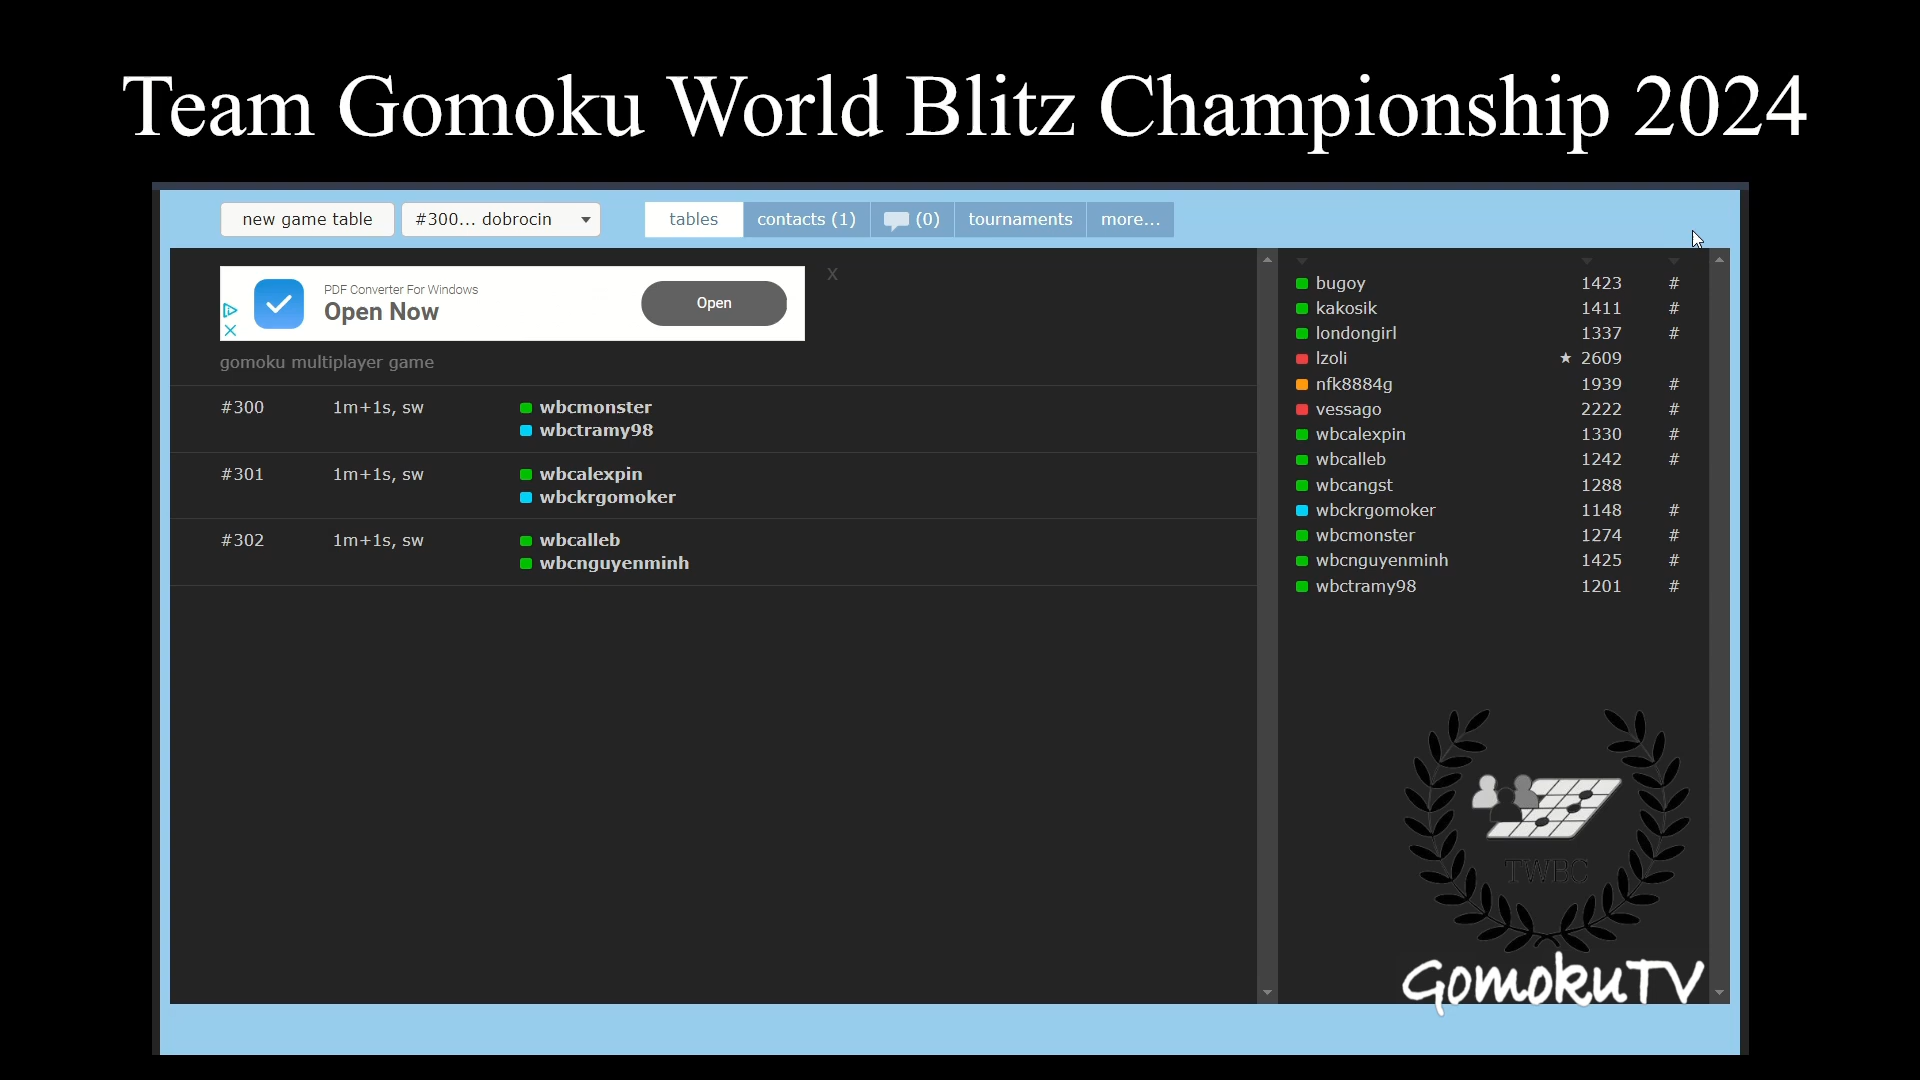 Team Gomoku World Blitz Championship 2024
new game table
#300... dobrocin
tables
contacts (1)
(0)
tournaments
more...
PDF Converter For Windows
Open Now
Open
X
gomoku multiplayer game
#300 1m+1s, sw wbcmonster
wbctramy98
#301 1m+1s, sw wbcalexpin
wbckrgomoker
#302 1m+1s, sw wbcalleb
wbcnguyenminh
bugoy 1423 #
kakosik 1411 #
londongirl 1337 #
lzoli ★ 2609
nfk8884g 1939 #
vessago 2222 #
wbcalexpin 1330 #
wbcalleb 1242 #
wbcangst 1288
wbckrgomoker 1148 #
wbcmonster 1274 #
wbcnguyenminh 1425 #
wbctramy98 1201 #
TWBC
GomokuTV